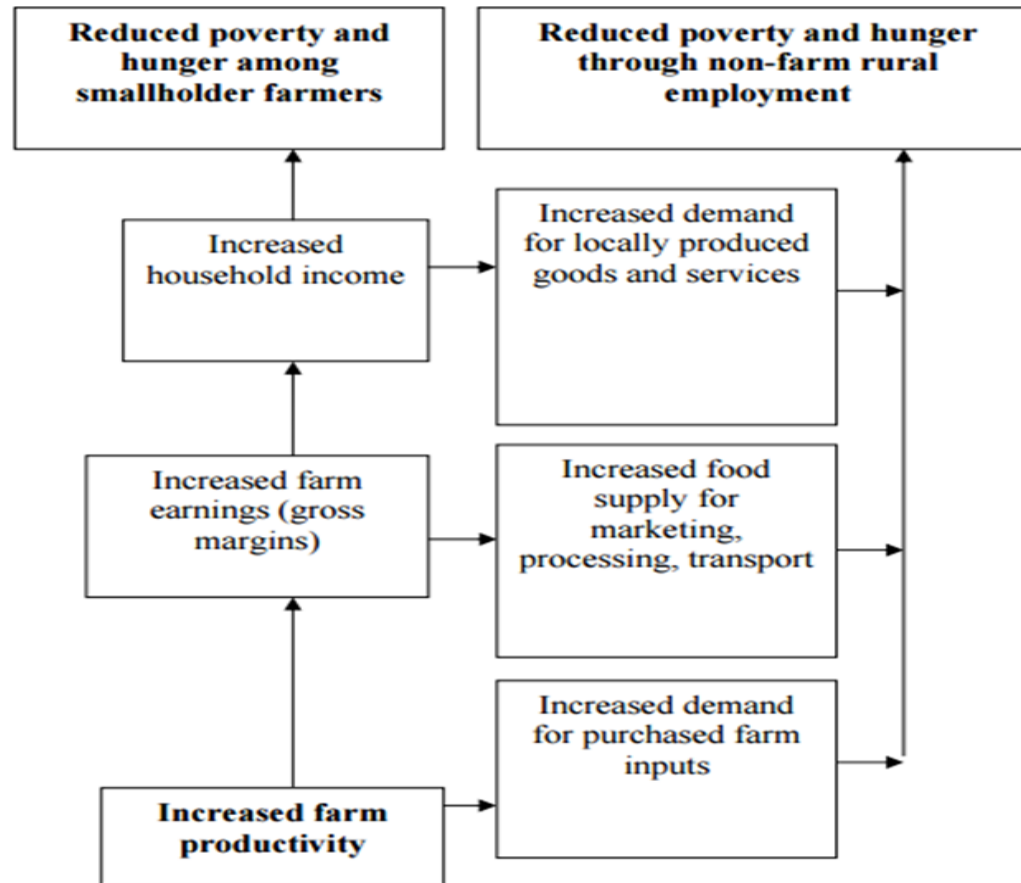 Reduced poverty and
hunger among
smallholder farmers
Reduced poverty and hunger
through non-farm rural
employment
Increased
household income
Increased demand
for locally produced
goods and services
Increased farm
earnings (gross
margins)
Increased food
supply for
marketing,
processing, transport
Increased demand
for purchased farm
inputs
Increased farm
productivity